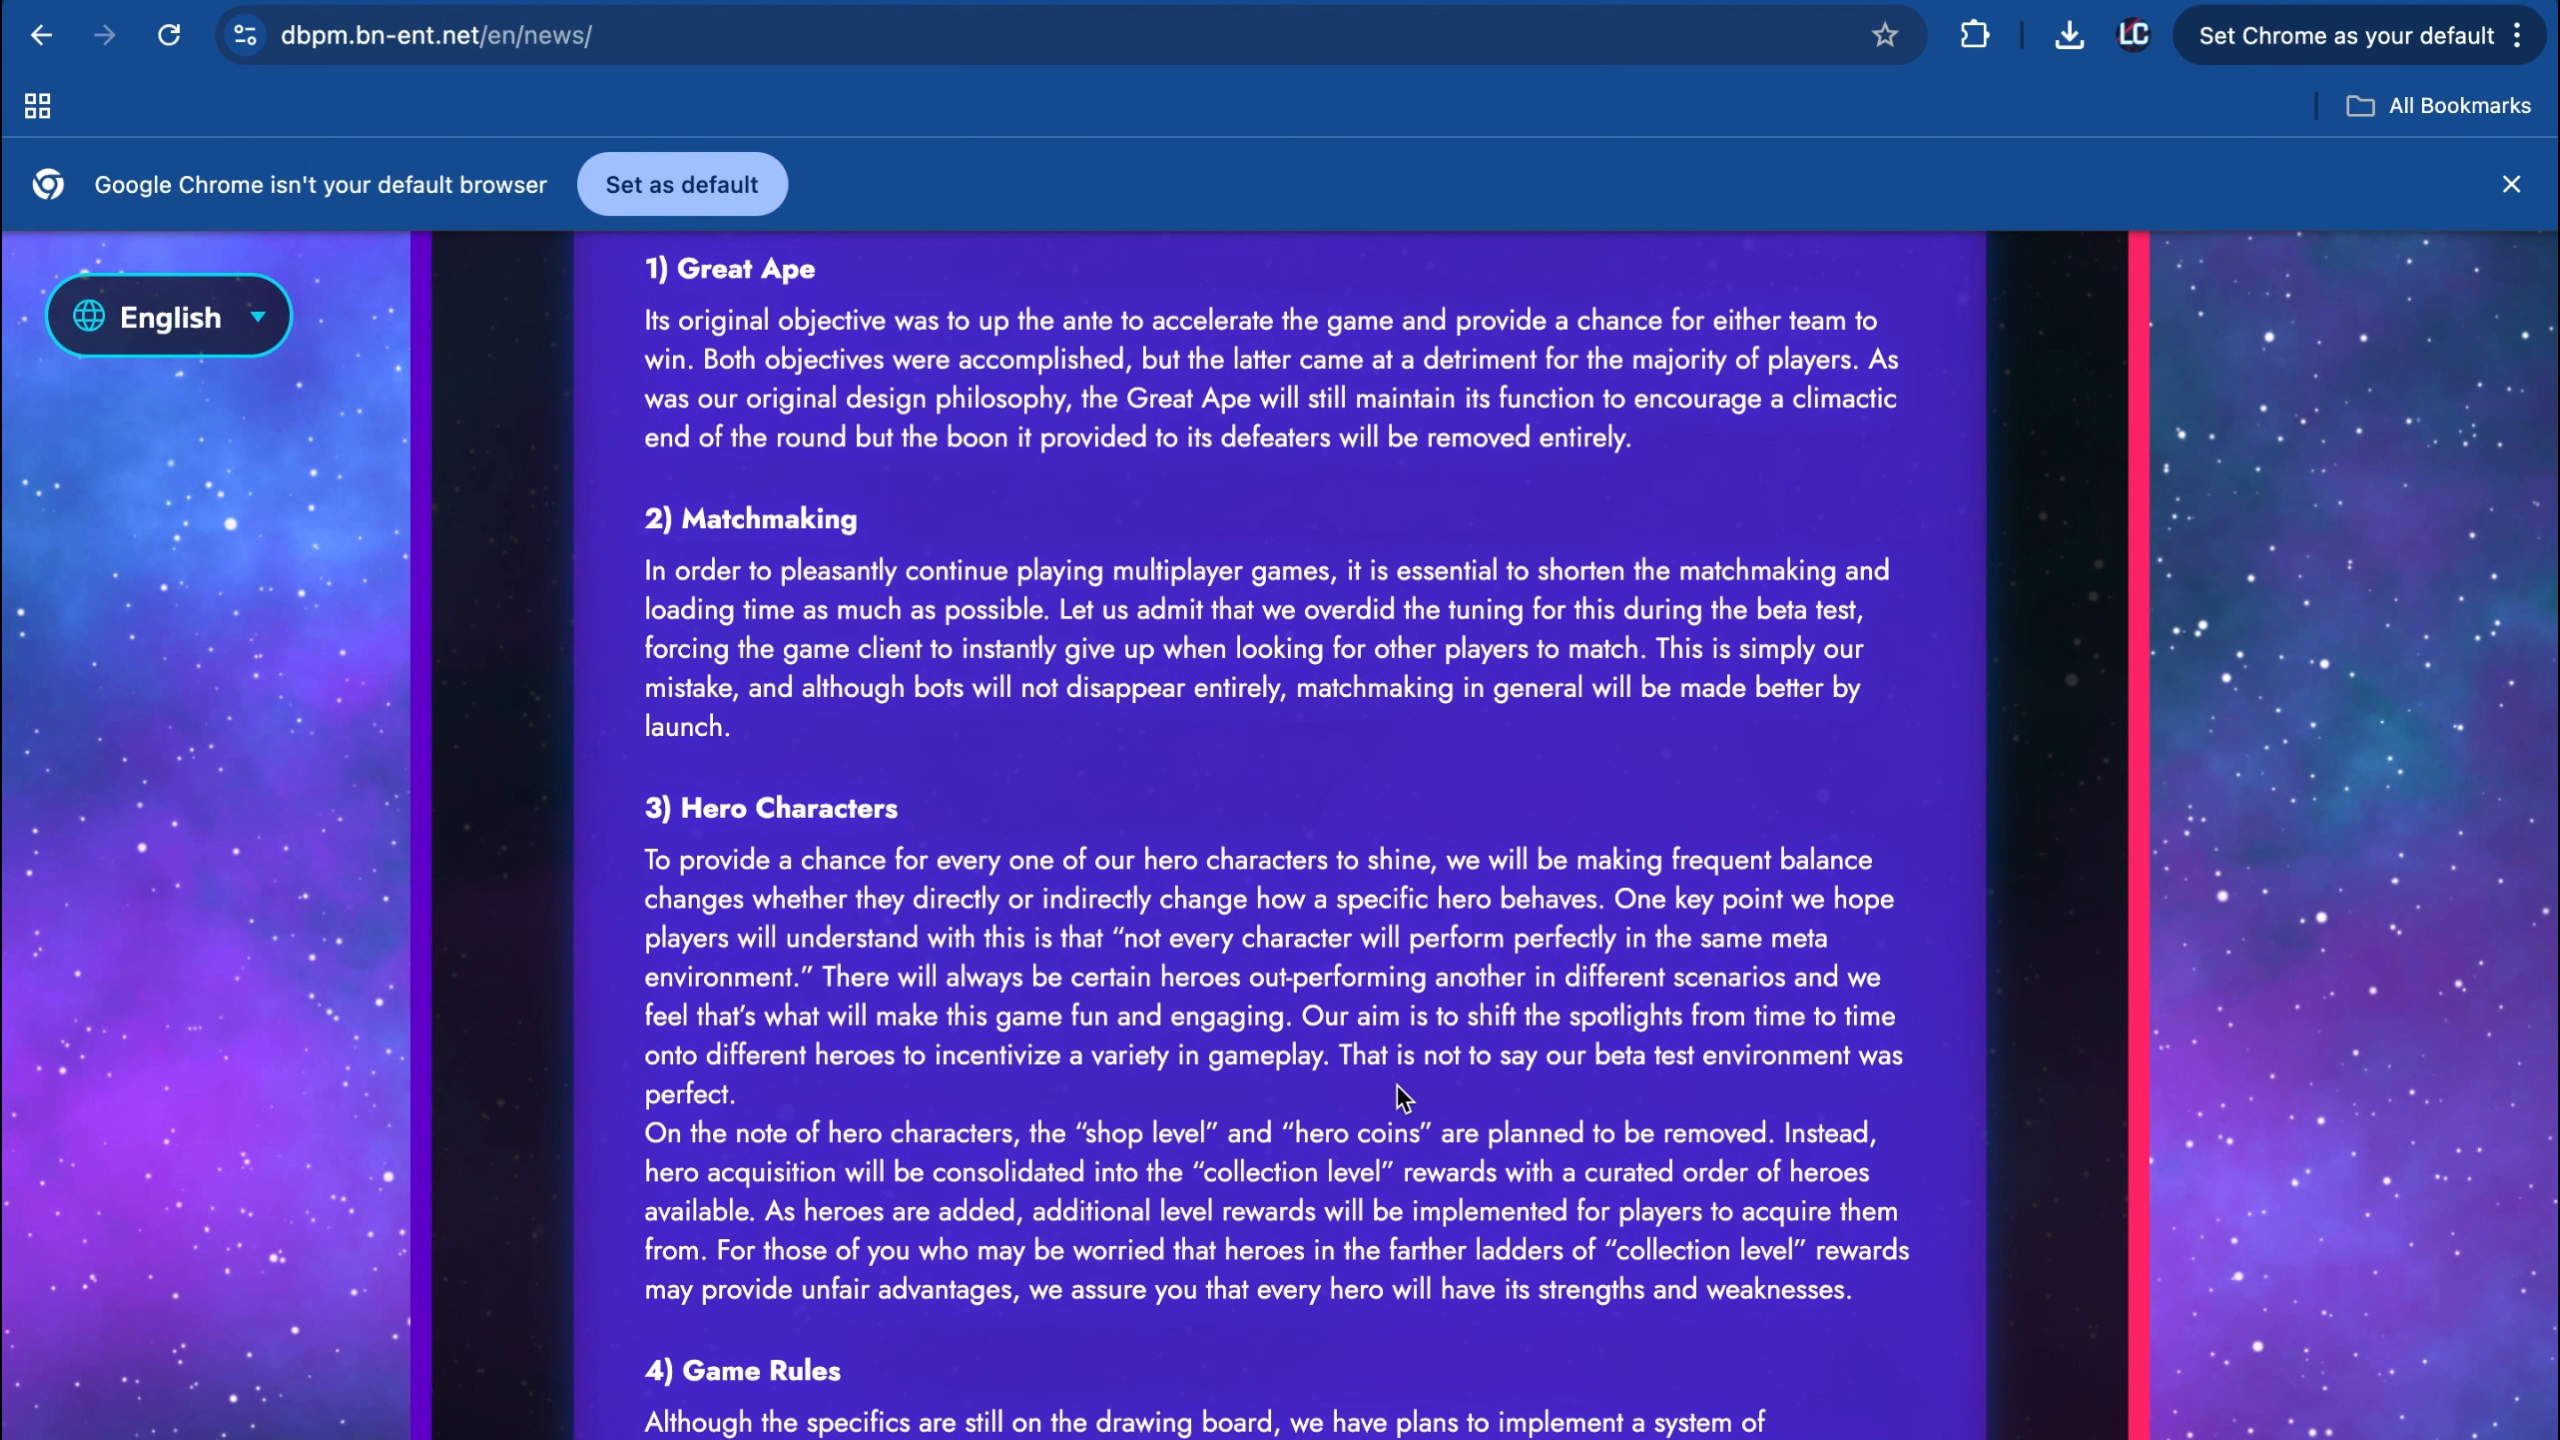 dbpm.bn-ent.net/en/news/
LC
Set Chrome as your default
All Bookmarks
Google Chrome isn't your default browser
Set as default
English
1) Great Ape
Its original objective was to up the ante to accelerate the game and provide a chance for either team to
win. Both objectives were accomplished, but the latter came at a detriment for the majority of players. As
was our original design philosophy, the Great Ape will still maintain its function to encourage a climactic
end of the round but the boon it provided to its defeaters will be removed entirely.
2) Matchmaking
In order to pleasantly continue playing multiplayer games, it is essential to shorten the matchmaking and
loading time as much as possible. Let us admit that we overdid the tuning for this during the beta test,
forcing the game client to instantly give up when looking for other players to match. This is simply our
mistake, and although bots will not disappear entirely, matchmaking in general will be made better by
launch.
3) Hero Characters
To provide a chance for every one of our hero characters to shine, we will be making frequent balance
changes whether they directly or indirectly change how a specific hero behaves. One key point we hope
players will understand with this is that “not every character will perform perfectly in the same meta
environment.” There will always be certain heroes out-performing another in different scenarios and we
feel that’s what will make this game fun and engaging. Our aim is to shift the spotlights from time to time
onto different heroes to incentivize a variety in gameplay. That is not to say our beta test environment was
perfect.
On the note of hero characters, the “shop level” and “hero coins” are planned to be removed. Instead,
hero acquisition will be consolidated into the “collection level” rewards with a curated order of heroes
available. As heroes are added, additional level rewards will be implemented for players to acquire them
from. For those of you who may be worried that heroes in the farther ladders of “collection level” rewards
may provide unfair advantages, we assure you that every hero will have its strengths and weaknesses.
4) Game Rules
Although the specifics are still on the drawing board, we have plans to implement a system of